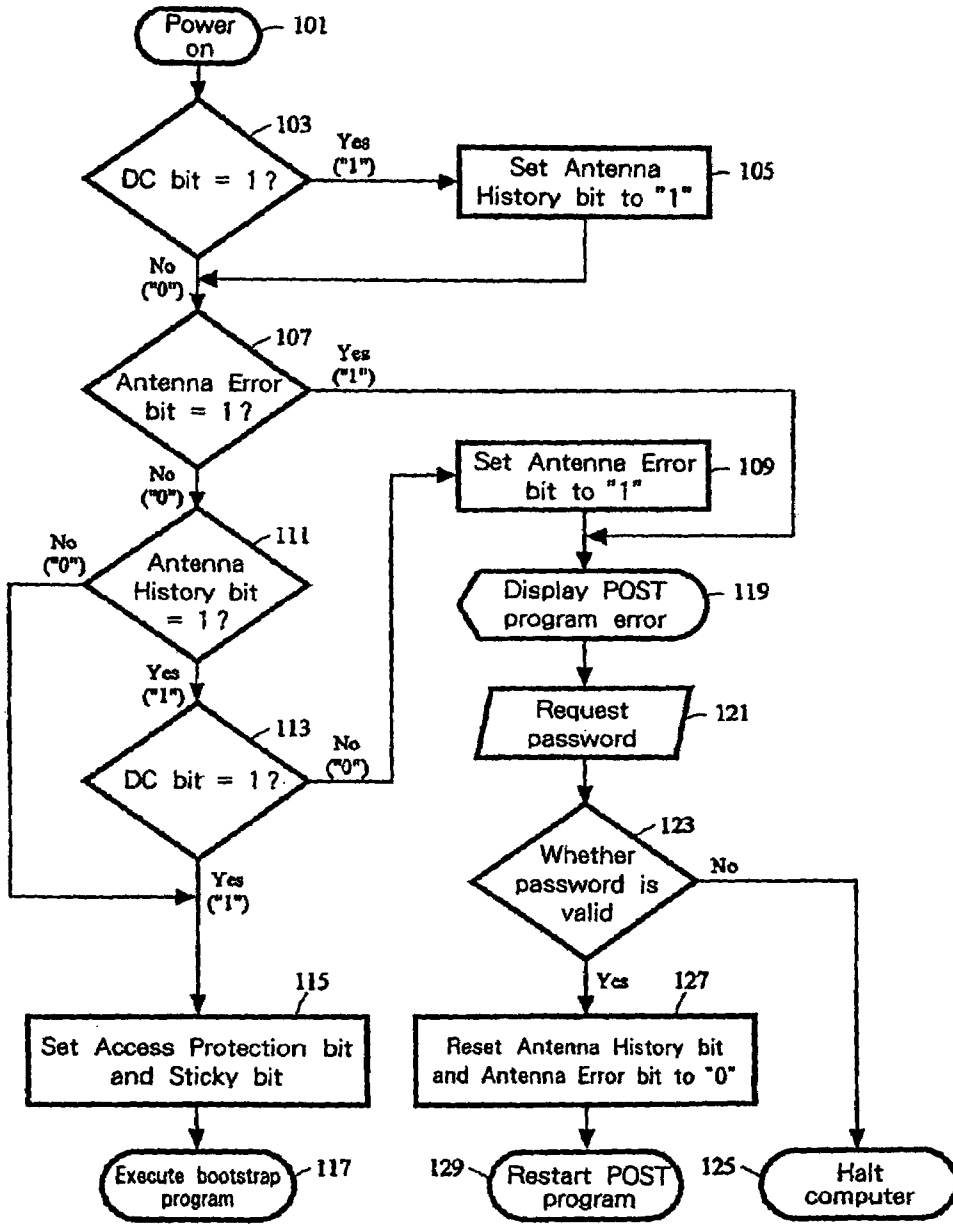 Power
on
101
103
DC bit = 1?
Yes
("1")
Set Antenna
History bit to "1"
105
No
("0")
107
Antenna Error
bit = 1?
Yes
("1")
No
("0")
Set Antenna Error
bit to "1"
109
111
Antenna
History bit
= 1?
No
("0")
Yes
("1")
Display POST
program error
119
Request
password
121
113
DC bit = 1?
No
("0")
Yes
("1")
123
Whether
password is
valid
No
Yes
115
Set Access Protection bit
and Sticky bit
127
Reset Antenna History bit
and Antenna Error bit to "0"
Execute bootstrap
program
117
129
Restart POST
program
125
Halt
computer